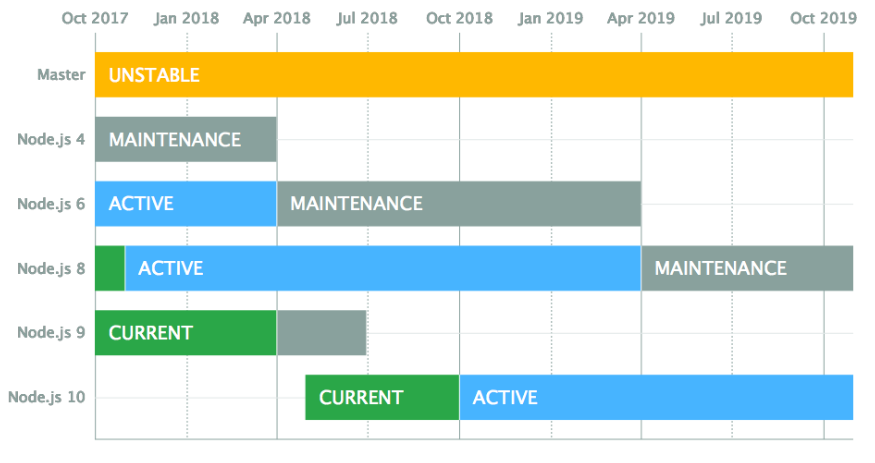 Oct 2017 Jan 2018 Apr 2018 Jul 2018 Oct 2018 Jan 2019 Apr 2019 Jul 2019 Oct 2019
Master UNSTABLE
Node.js 4 MAINTENANCE
Node.js 6 ACTIVE MAINTENANCE
Node.js 8 ACTIVE MAINTENANCE
Node.js 9 CURRENT
Node.js 10 CURRENT ACTIVE